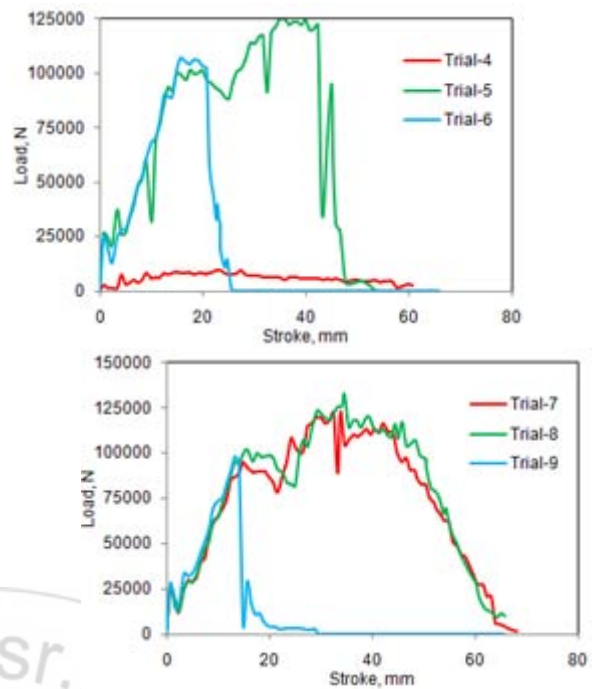 125000
100000
75000
50000
25000
0
Load, N
Trial-4
Trial-5
Trial-6
0 20 40 60 80
Stroke, mm
150000
125000
100000
75000
50000
25000
0
Load, N
Trial-7
Trial-8
Trial-9
0 20 40 60 80
Stroke, mm
sr.